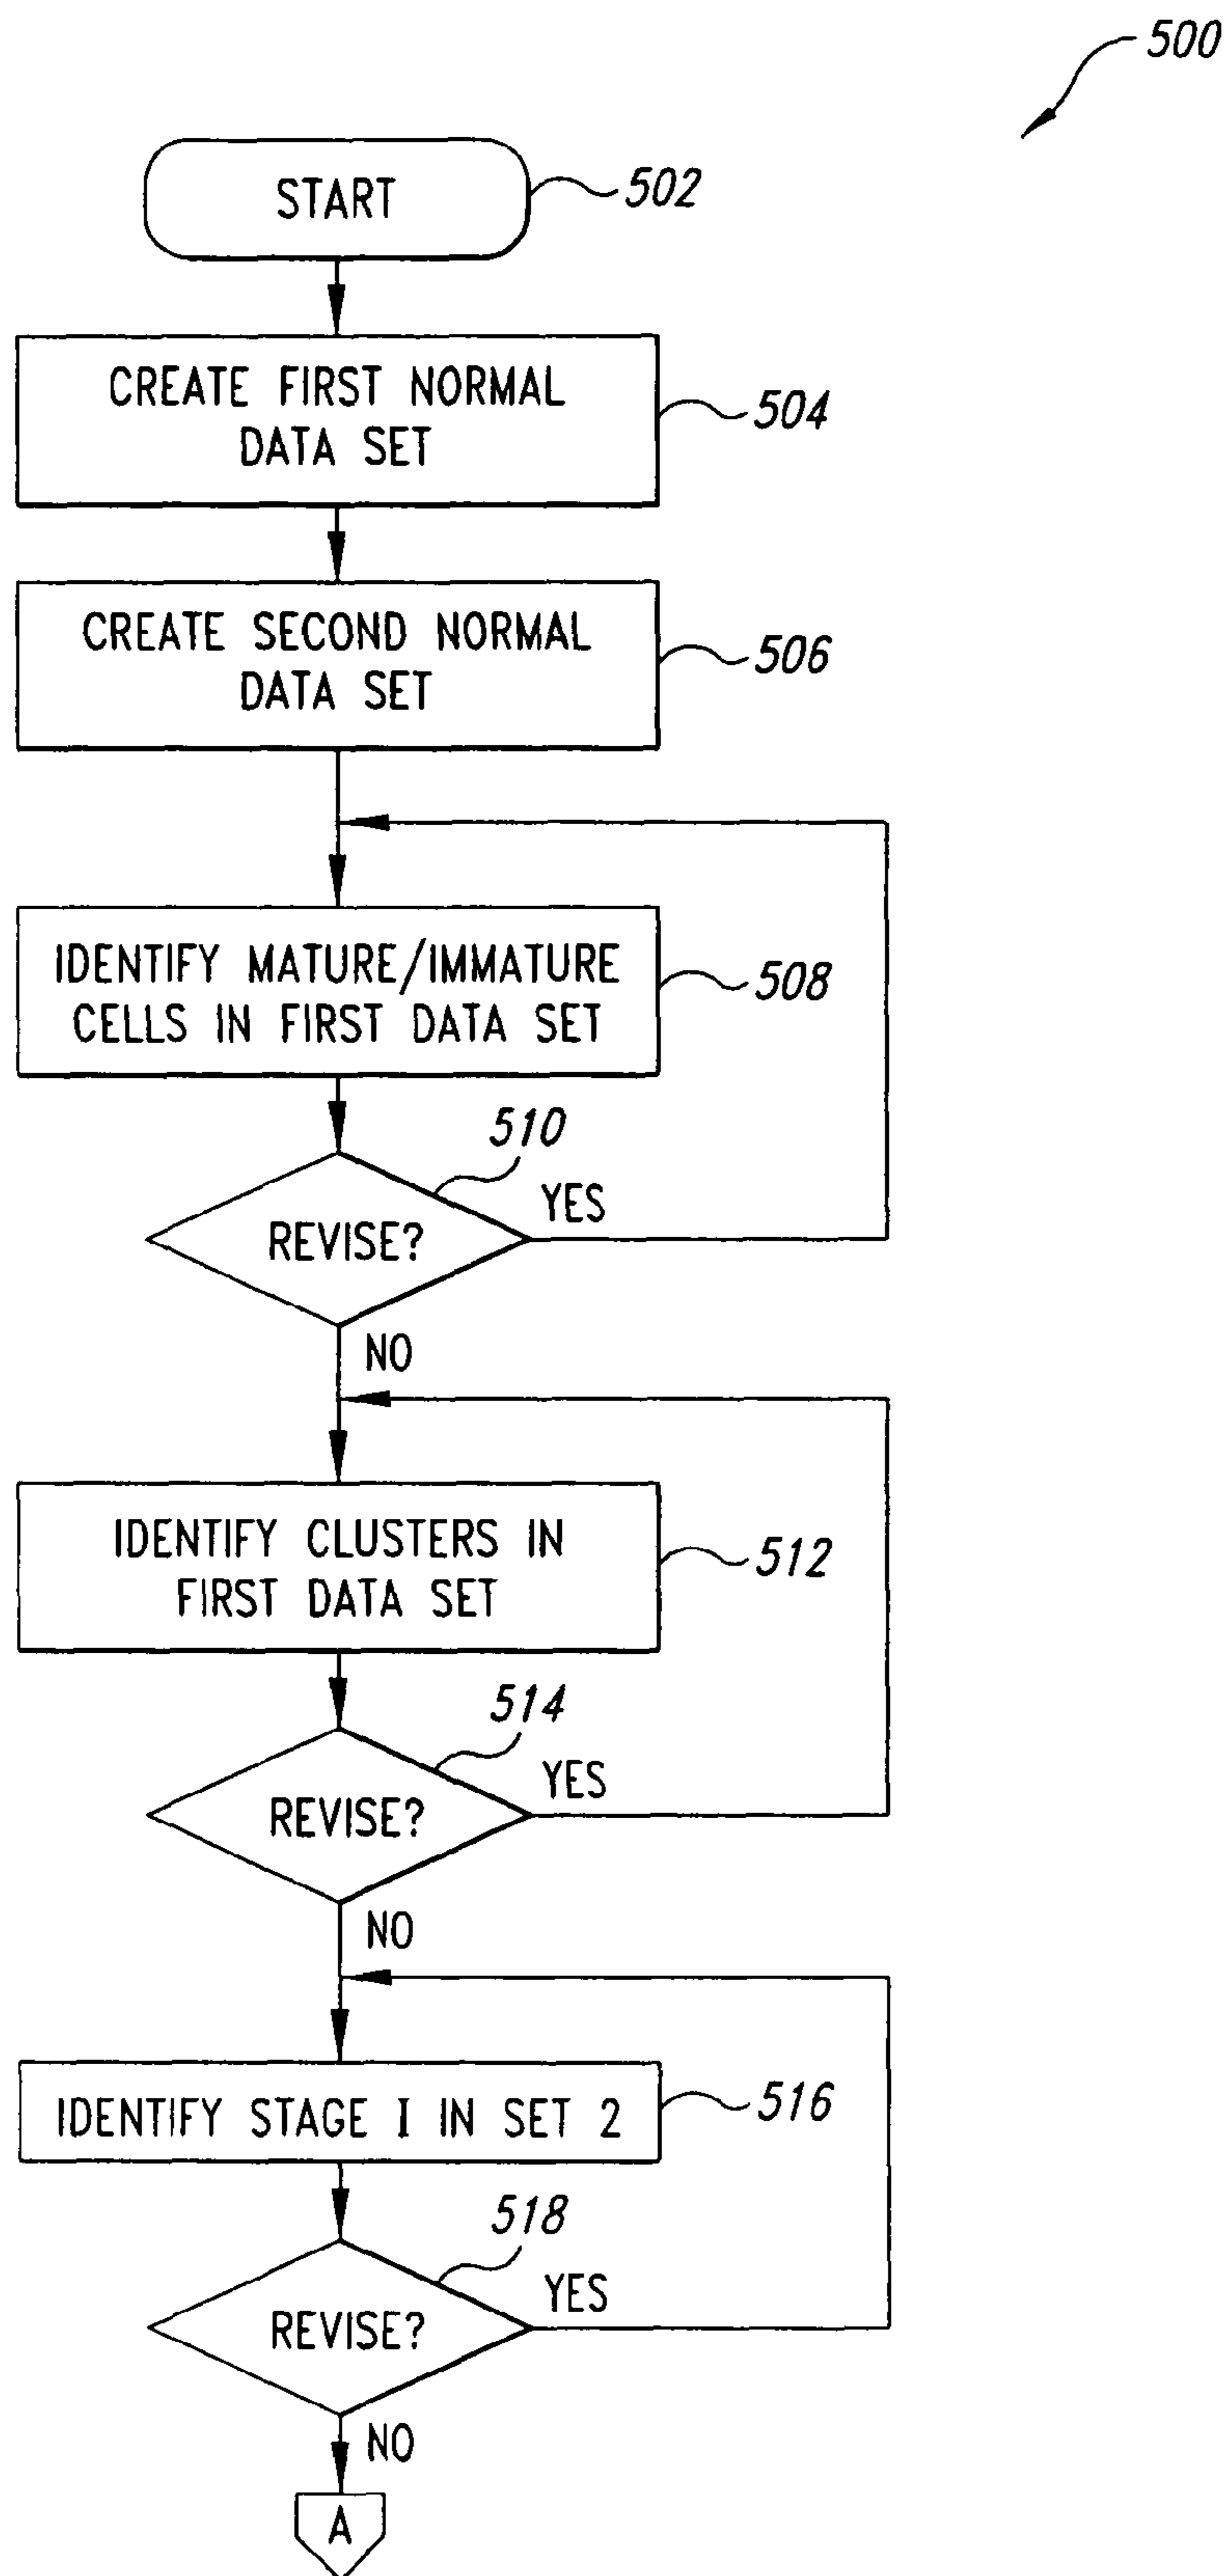 500
START
502
CREATE FIRST NORMAL
DATA SET
504
CREATE SECOND NORMAL
DATA SET
506
IDENTIFY MATURE/IMMATURE
CELLS IN FIRST DATA SET
508
510
YES
REVISE?
NO
IDENTIFY CLUSTERS IN
FIRST DATA SET
512
514
YES
REVISE?
NO
IDENTIFY STAGE I IN SET 2
516
518
YES
REVISE?
NO
A